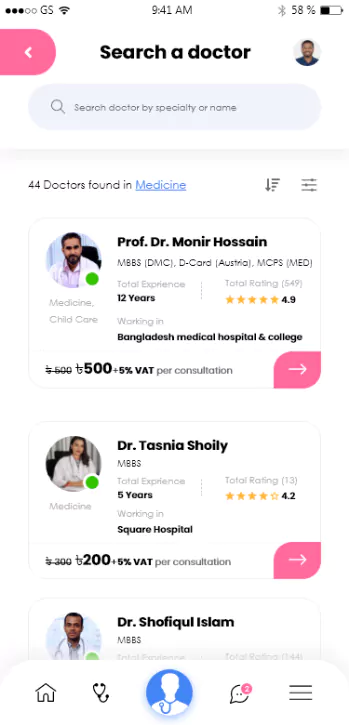 GS 9:41 AM 58 %
Search a doctor
Search doctor by specialty or name
44 Doctors found in Medicine
Prof. Dr. Monir Hossain
MBBS (DMC), D-Card (Austria), MCPS (MED)
Total Exprience Total Rating (549)
12 Years 4.9
Medicine,
Child Care
Working in
Bangladesh medical hospital & college
৳ 500 ৳500+5% VAT per consultation
Dr. Tasnia Shoily
MBBS
Total Exprience Total Rating (13)
5 Years 4.2
Medicine
Working in
Square Hospital
৳ 300 ৳200+5% VAT per consultation
Dr. Shofiqul Islam
MBBS
Total Exprience Total Rating (144)
2